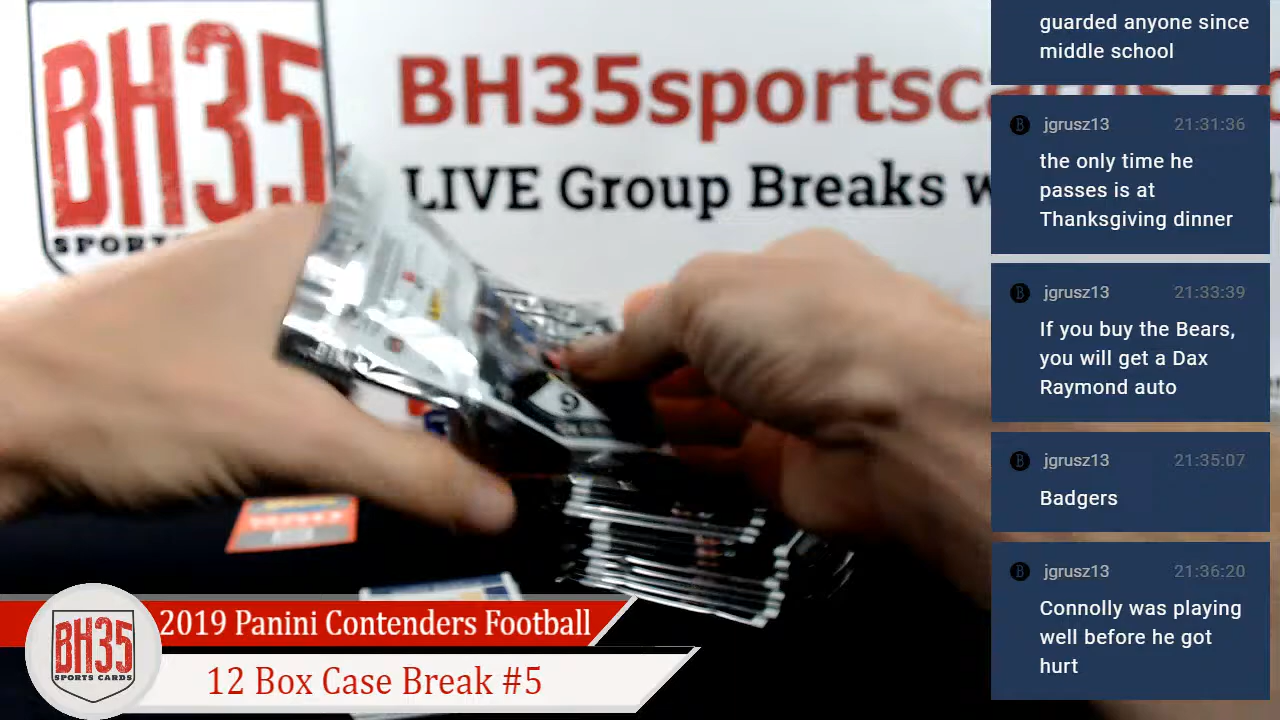 BH35
SPORT
BH35sportsca
LIVE Group Breaks w
guarded anyone since
middle school
jgrusz13 21:31:36
the only time he
passes is at
Thanksgiving dinner
jgrusz13 21:33:39
If you buy the Bears,
you will get a Dax
Raymond auto
jgrusz13 21:35:07
Badgers
jgrusz13 21:36:20
Connolly was playing
well before he got
hurt
9
BH35
SPORTS CARDS
2019 Panini Contenders Football
12 Box Case Break #5